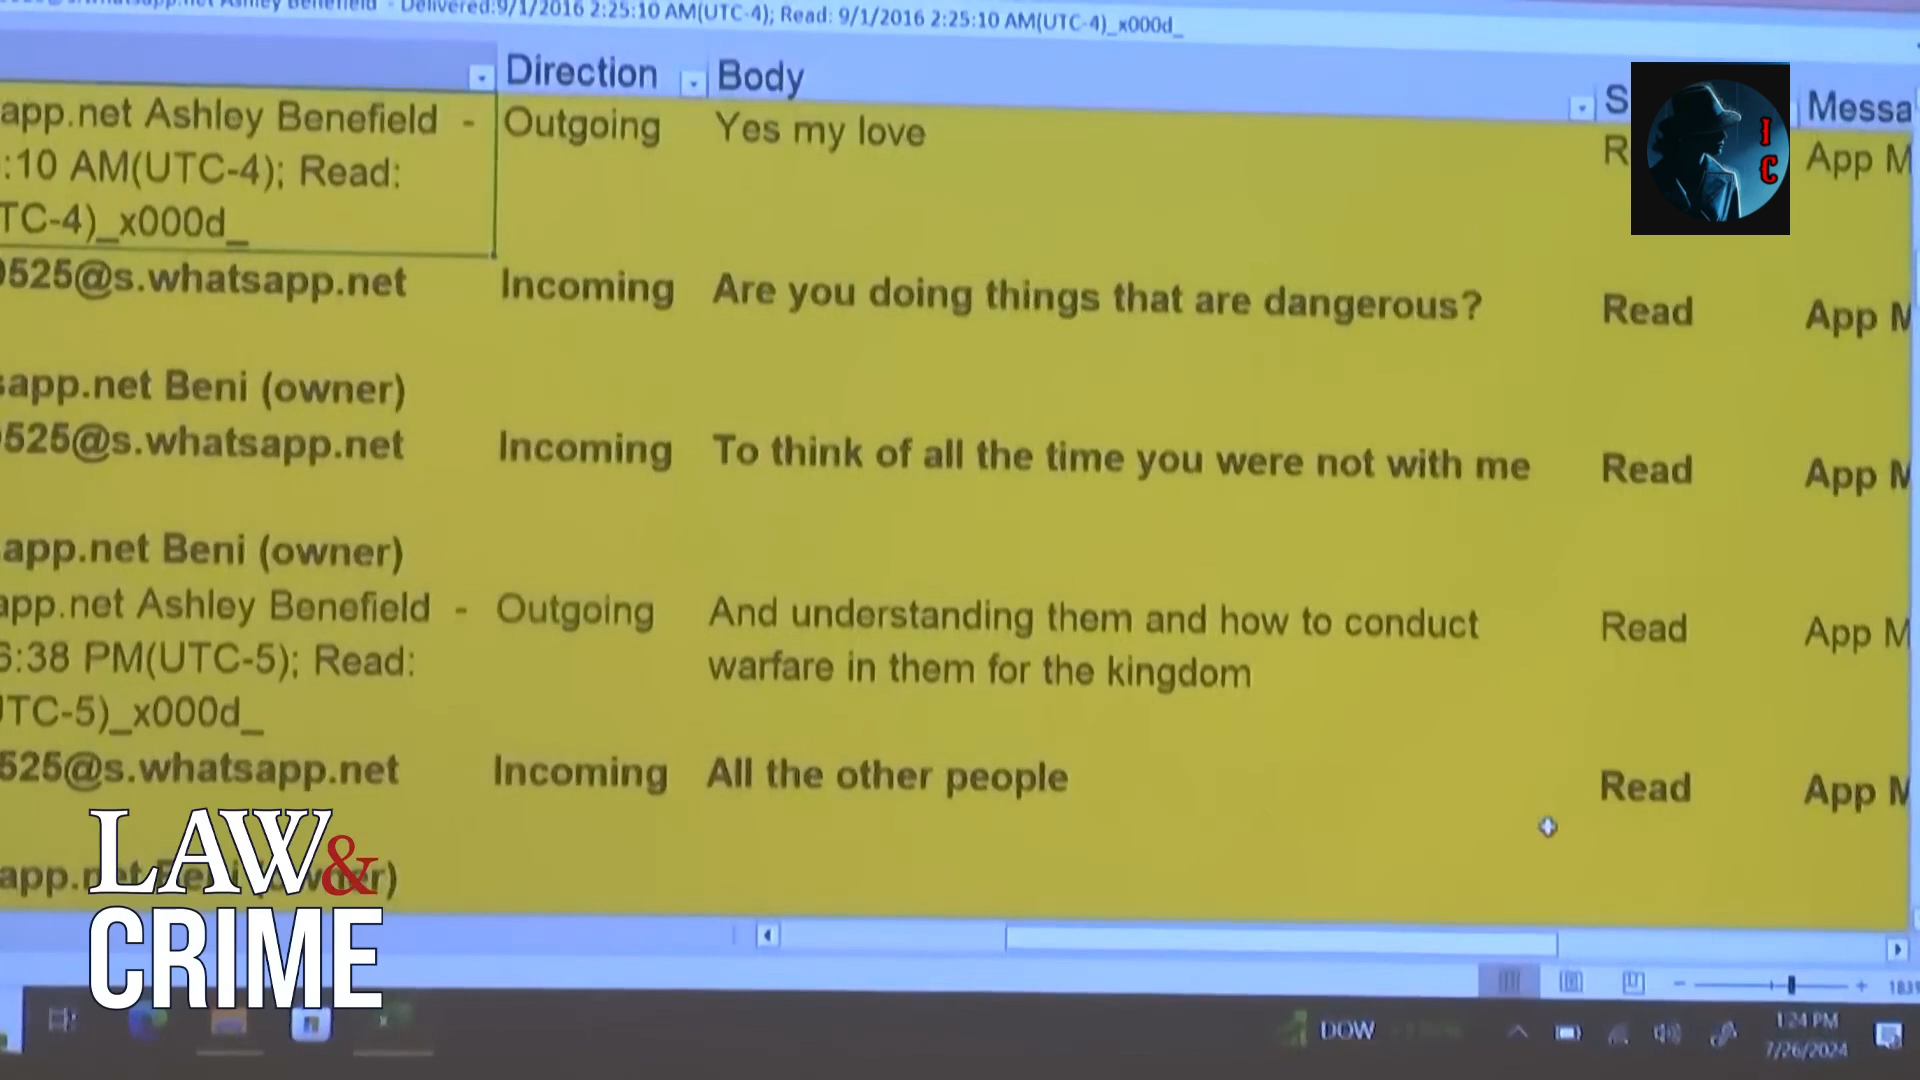 Ashley Benefield - Delivered:9/1/2016 2:25:10 AM(UTC-4); Read: 9/1/2016 2:25:10 AM(UTC-4)_x000d_
Direction Body S Messa
app.net Ashley Benefield - Outgoing Yes my love R App M
:10 AM(UTC-4); Read:
TC-4)_x000d_
525@s.whatsapp.net Incoming Are you doing things that are dangerous? Read App M
sapp.net Beni (owner)
525@s.whatsapp.net Incoming To think of all the time you were not with me Read App M
app.net Beni (owner)
app.net Ashley Benefield - Outgoing And understanding them and how to conduct Read App M
6:38 PM(UTC-5); Read: warfare in them for the kingdom
UTC-5)_x000d_
525@s.whatsapp.net Incoming All the other people Read App M
I
C
LAW&
CRIME
DOW
1:24 PM
7/26/2024